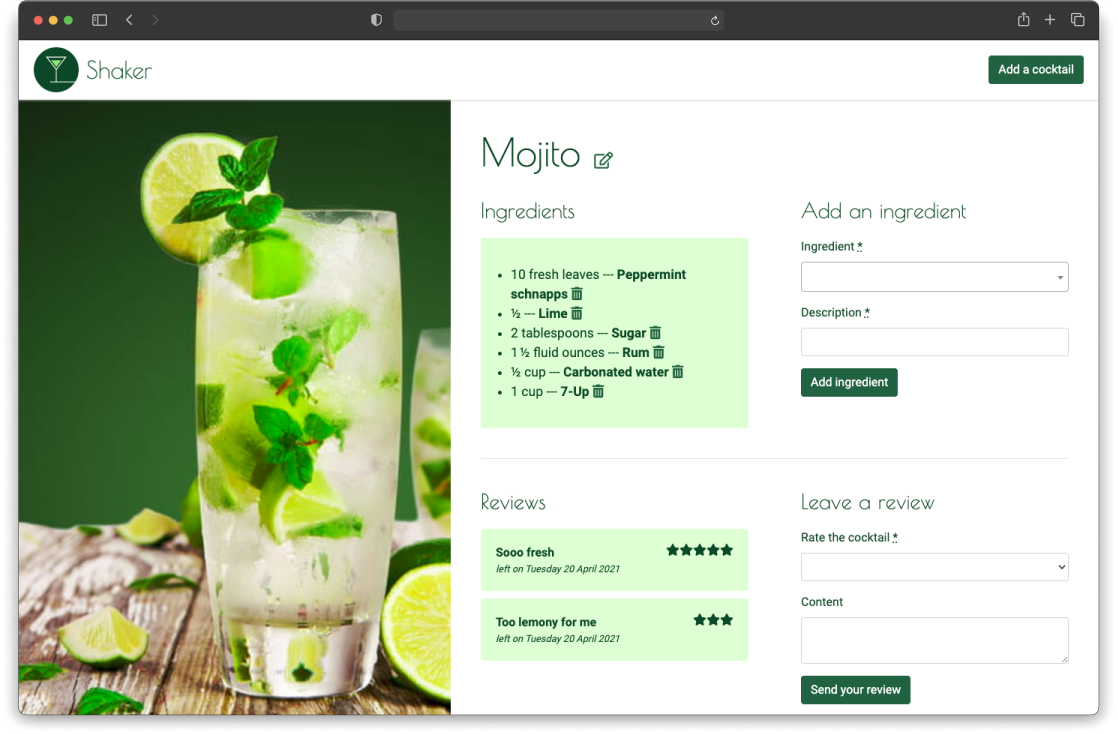 Shaker
Add a cocktail
Mojito
Ingredients
10 fresh leaves — Peppermint
schnapps
½ — Lime
2 tablespoons — Sugar
1 ½ fluid ounces — Rum
½ cup — Carbonated water
1 cup — 7-Up
Add an ingredient
Ingredient *
Description *
Add ingredient
Reviews
Sooo fresh
left on Tuesday 20 April 2021
Too lemony for me
left on Tuesday 20 April 2021
Leave a review
Rate the cocktail *
Content
Send your review